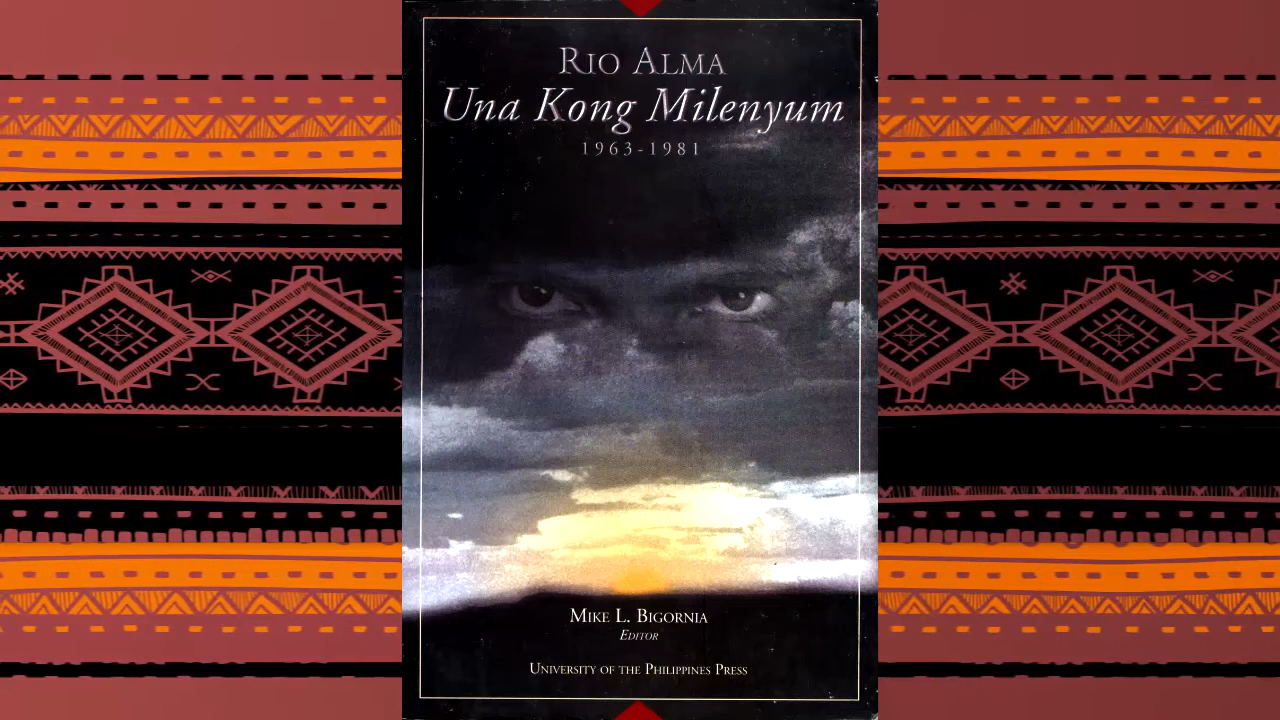 RIO ALMA
Una Kong Milenyum
1963-1981
MIKE L. BIGORNIA
EDITOR
UNIVERSITY OF THE PHILIPPINES PRESS